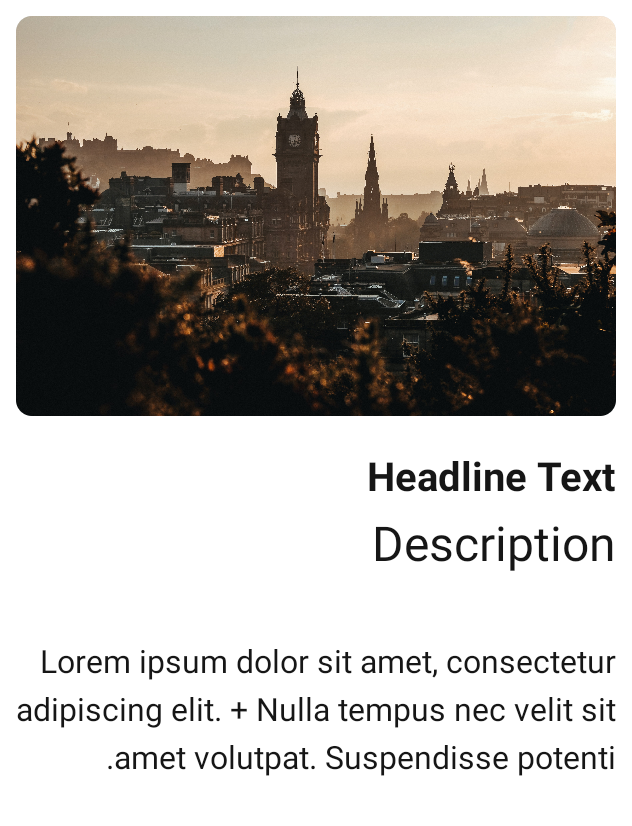 Headline Text
Description
Lorem ipsum dolor sit amet, consectetur
adipiscing elit. + Nulla tempus nec velit sit
.amet volutpat. Suspendisse potenti